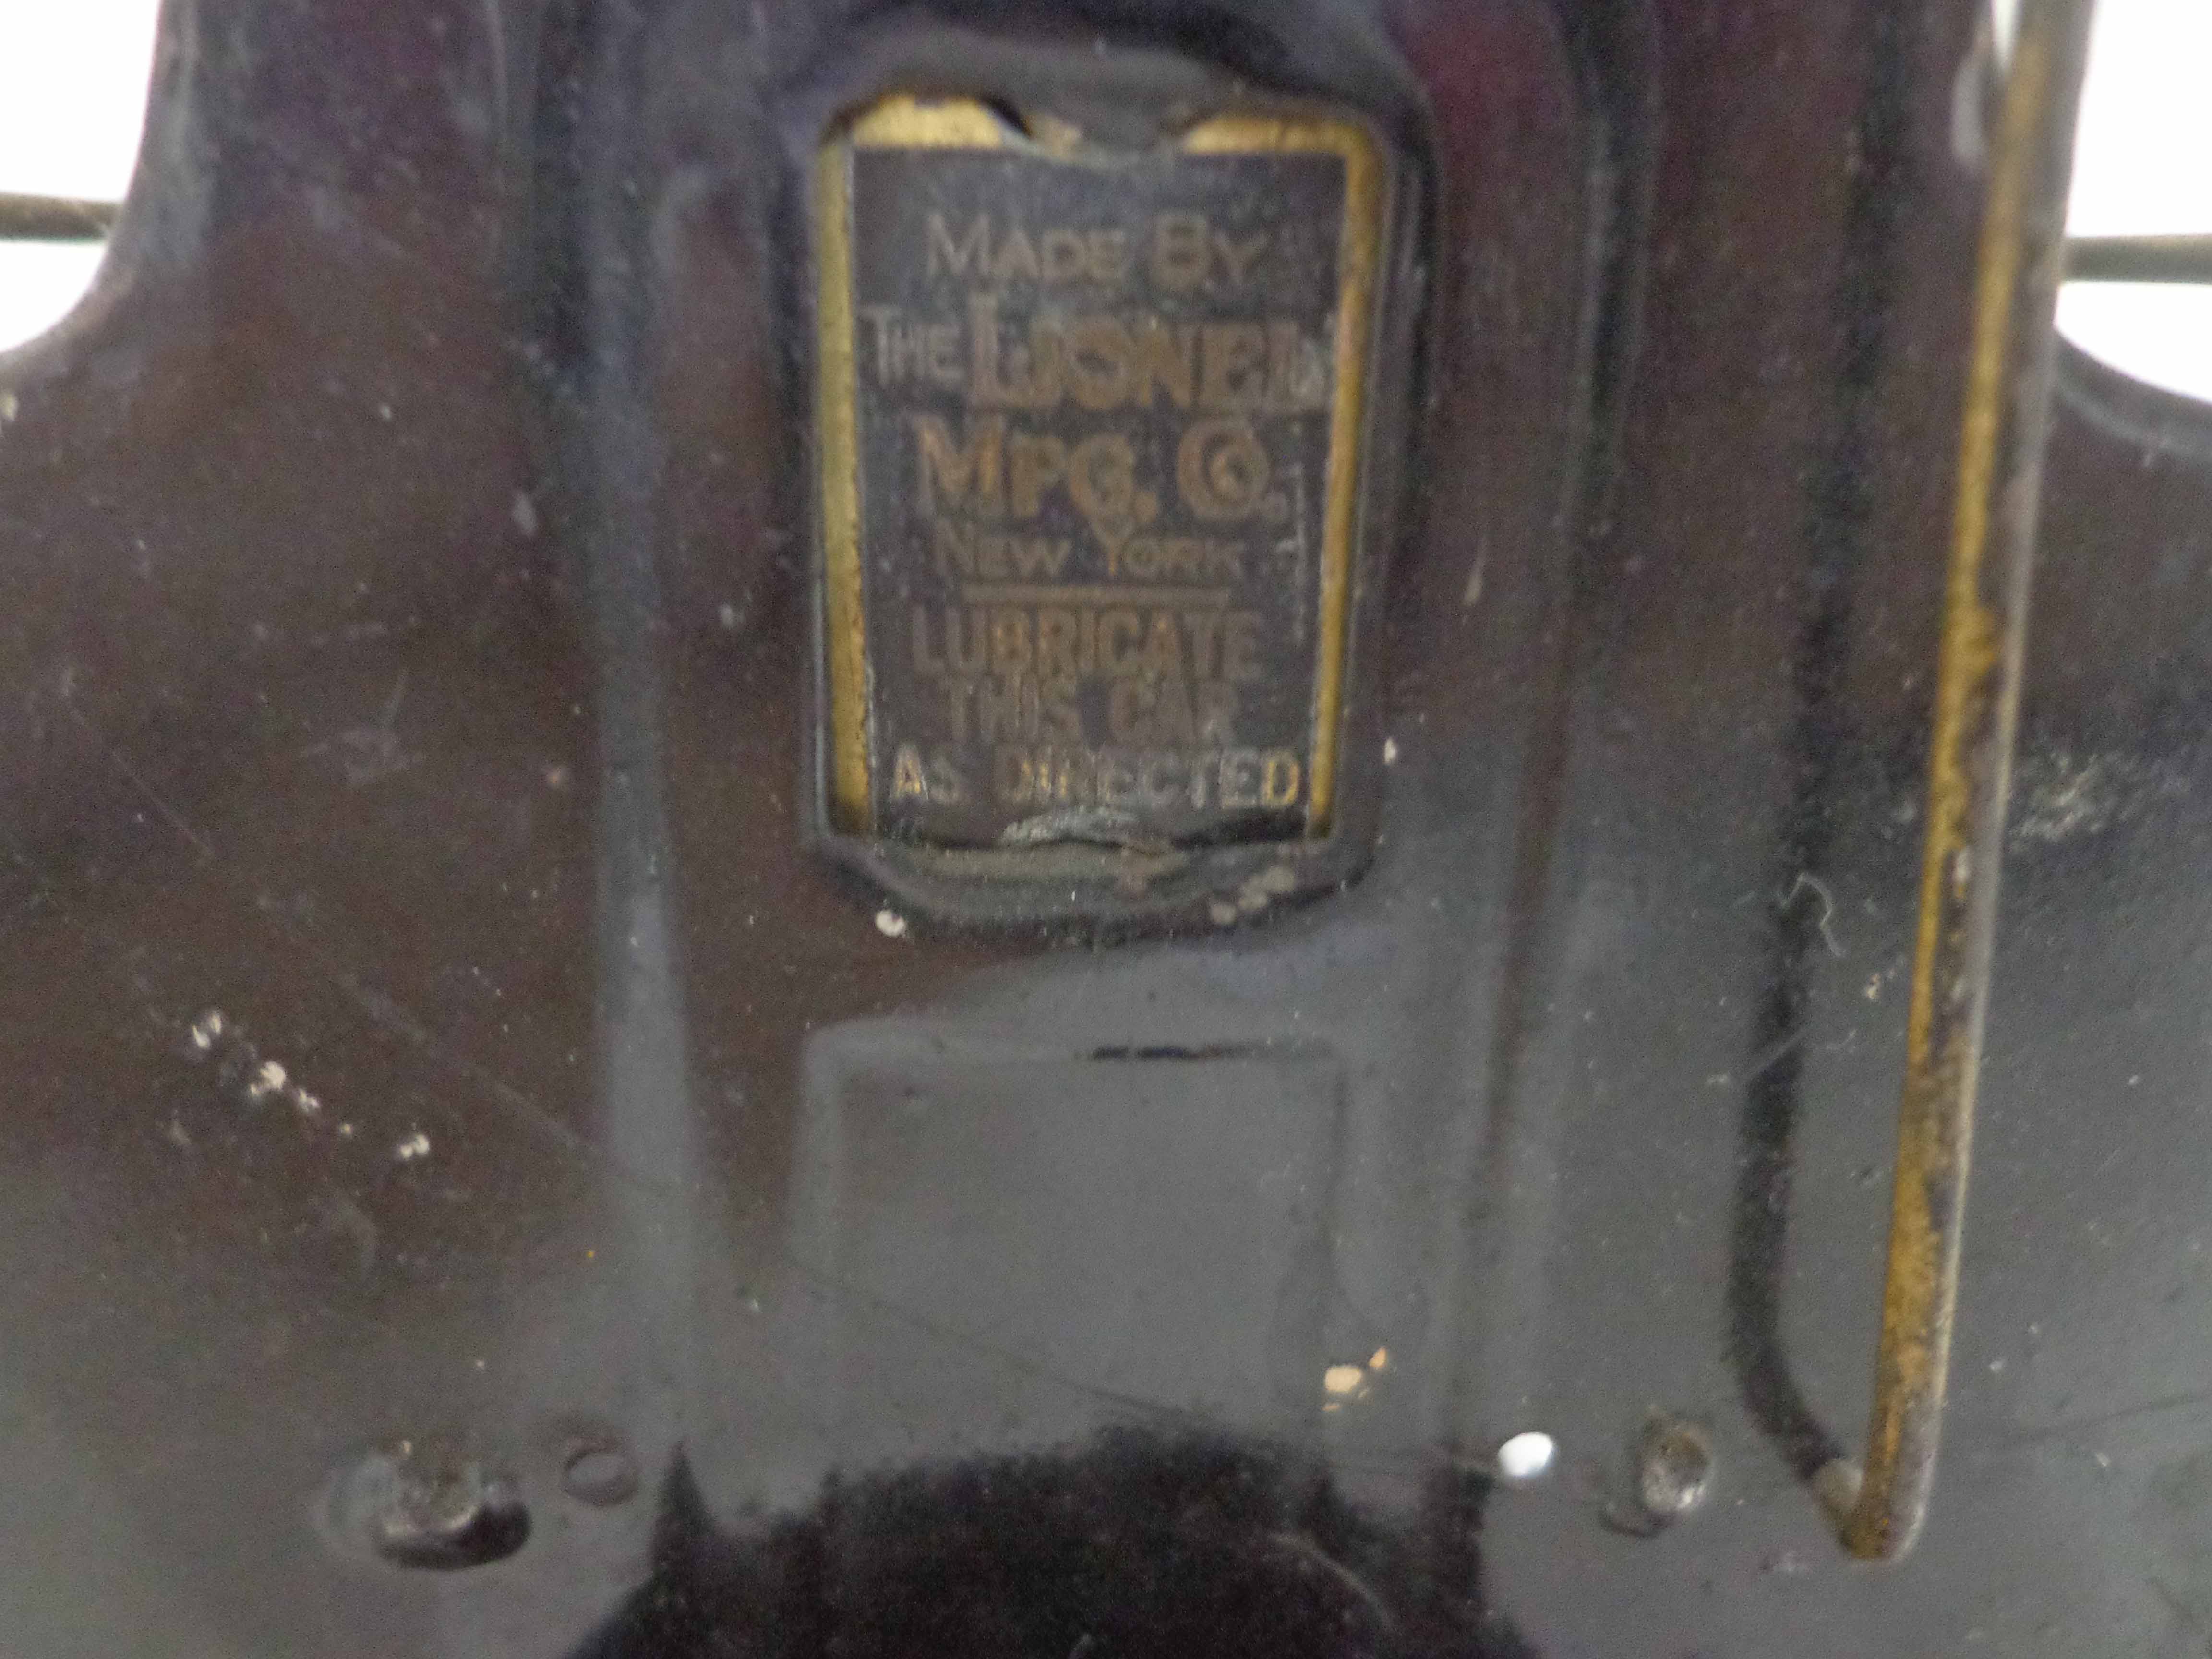 MADE BY
THE LIONEL
MFG. CO.
NEW YORK
LUBRICATE
THIS CAR
AS DIRECTED